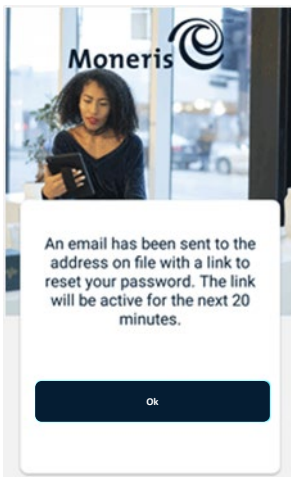 Moneris
An email has been sent to the
address on file with a link to
reset your password. The link
will be active for the next 20
minutes.
Ok